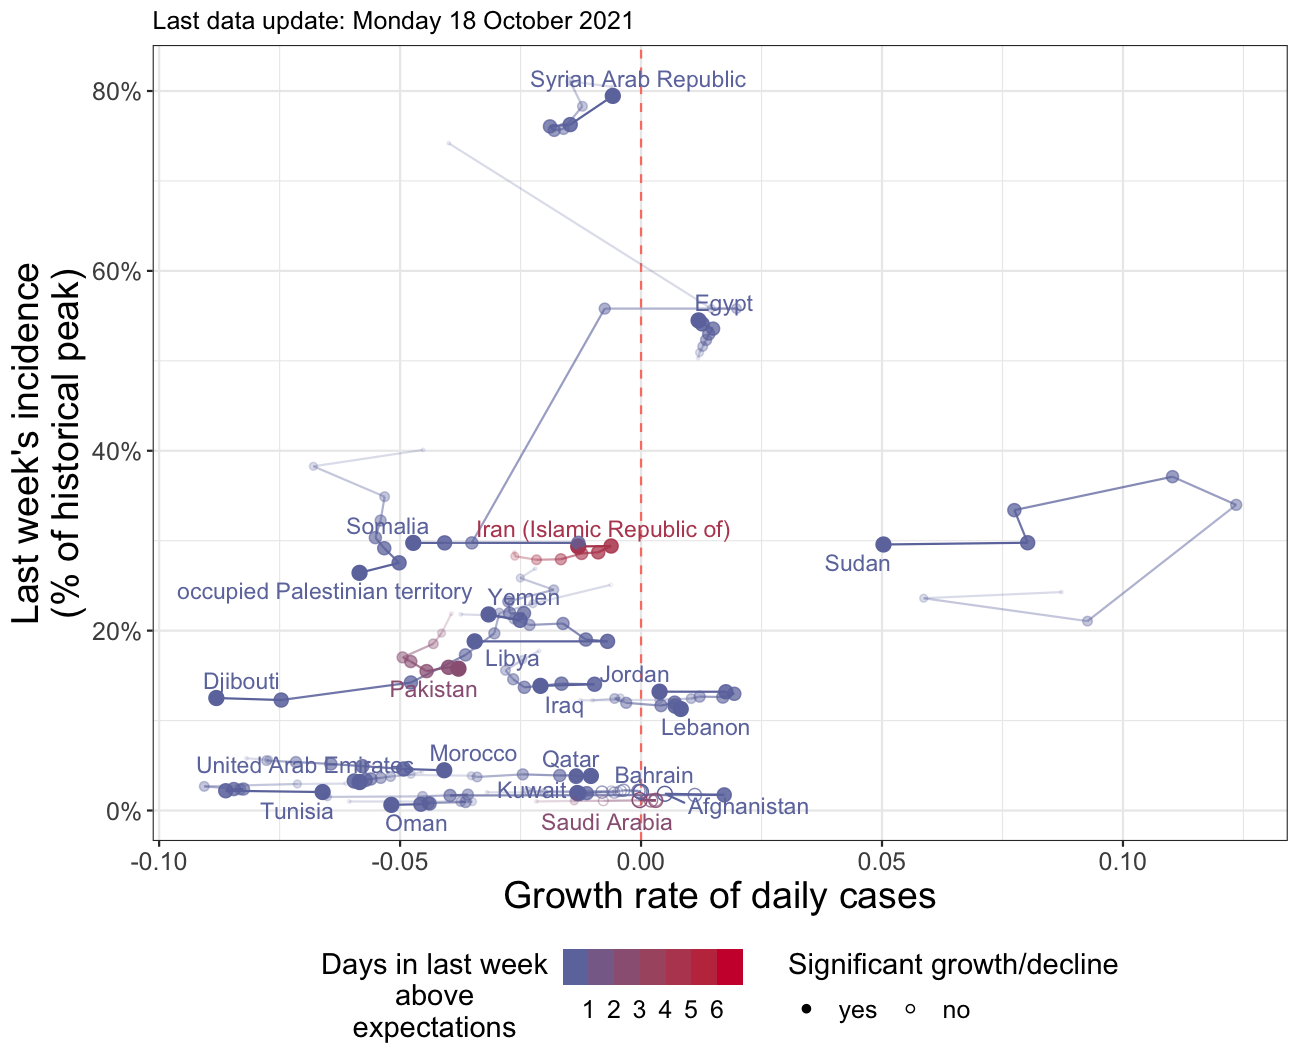 Last data update: Monday 18 October 2021
Last week's incidence
(% of historical peak)
80%
60%
40%
20%
0%
Syrian Arab Republic
Egypt
Somalia
Iran (Islamic Republic of)
Sudan
occupied Palestinian territory
Yemen
Libya
Djibouti
Pakistan
Jordan
Iraq
Lebanon
Morocco
United Arab Emirates
Qatar
Bahrain
Kuwait
Afghanistan
Tunisia
Oman
Saudi Arabia
-0.10
-0.05
0.00
0.05
0.10
Growth rate of daily cases
Days in last week
above
expectations
1 2 3 4 5 6
Significant growth/decline
yes
no